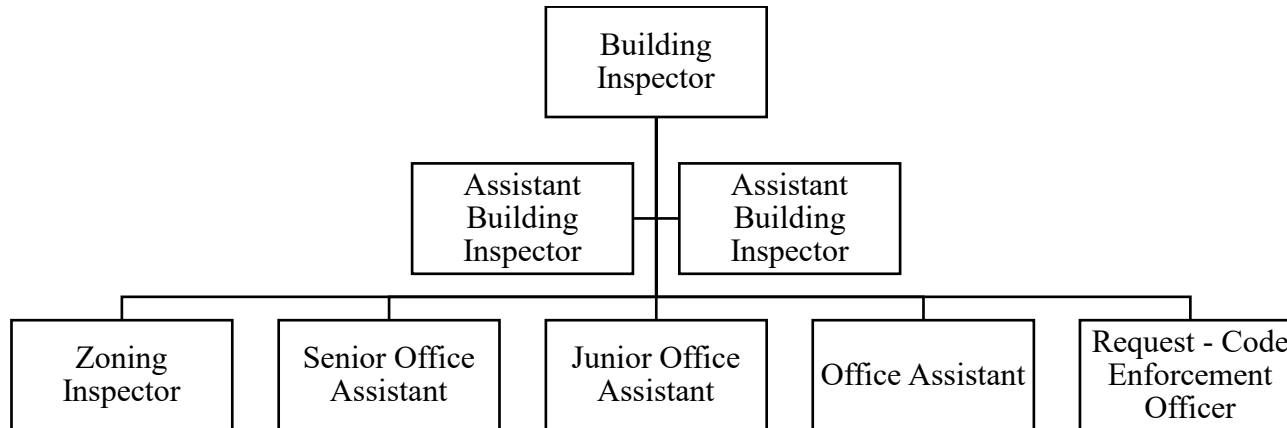 Building
Inspector
Assistant
Building
Inspector
Assistant
Building
Inspector
Zoning
Inspector
Senior Office
Assistant
Junior Office
Assistant
Office Assistant
Request - Code
Enforcement
Officer